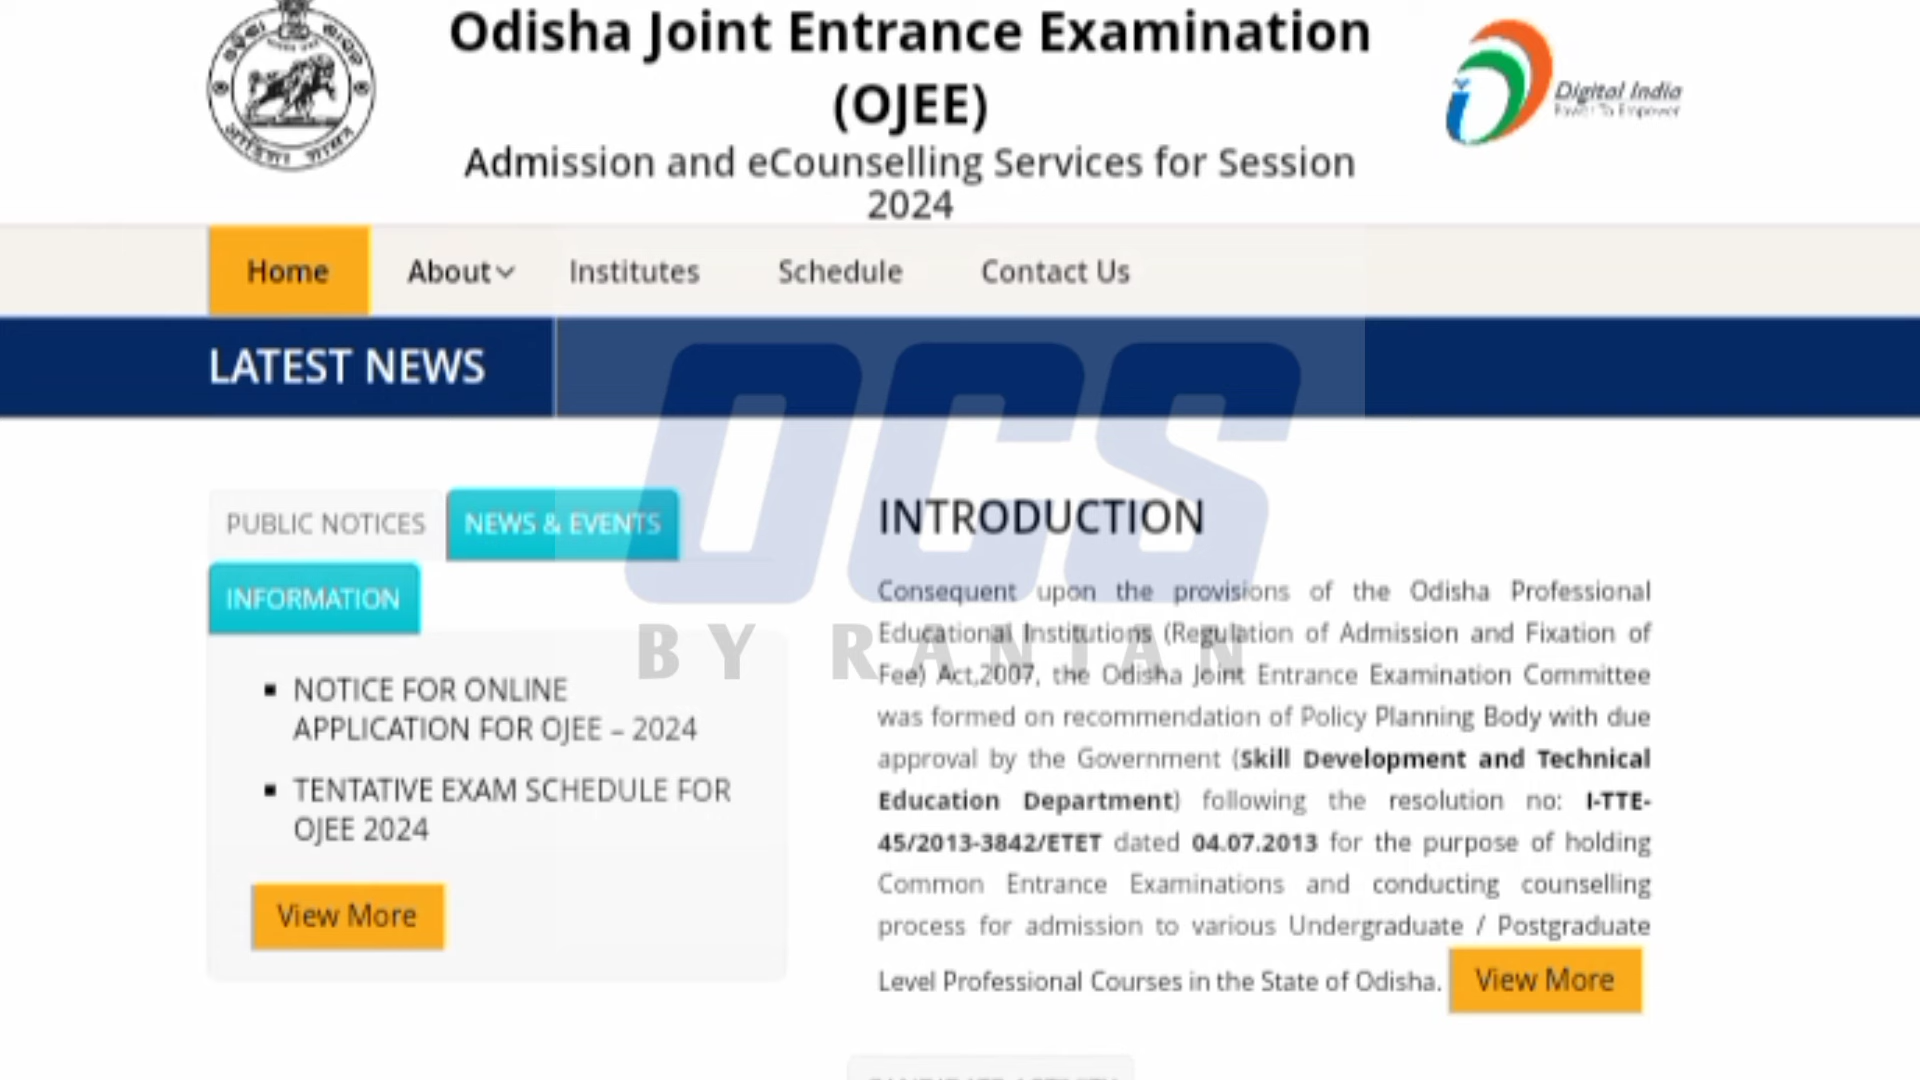 Odisha Joint Entrance Examination
(OJEE)
Admission and eCounselling Services for Session
2024
Digital India
Power To Empower
Home About Institutes Schedule Contact Us
LATEST NEWS
OCS
BY RANJAN
PUBLIC NOTICES NEWS & EVENTS
INFORMATION
NOTICE FOR ONLINE
APPLICATION FOR OJEE – 2024
TENTATIVE EXAM SCHEDULE FOR
OJEE 2024
View More
INTRODUCTION
Consequent upon the provisions of the Odisha Professional
Educational Institutions (Regulation of Admission and Fixation of
Fee) Act,2007, the Odisha Joint Entrance Examination Committee
was formed on recommendation of Policy Planning Body with due
approval by the Government (Skill Development and Technical
Education Department) following the resolution no: I-TTE-
45/2013-3842/ETET dated 04.07.2013 for the purpose of holding
Common Entrance Examinations and conducting counselling
process for admission to various Undergraduate / Postgraduate
Level Professional Courses in the State of Odisha. View More